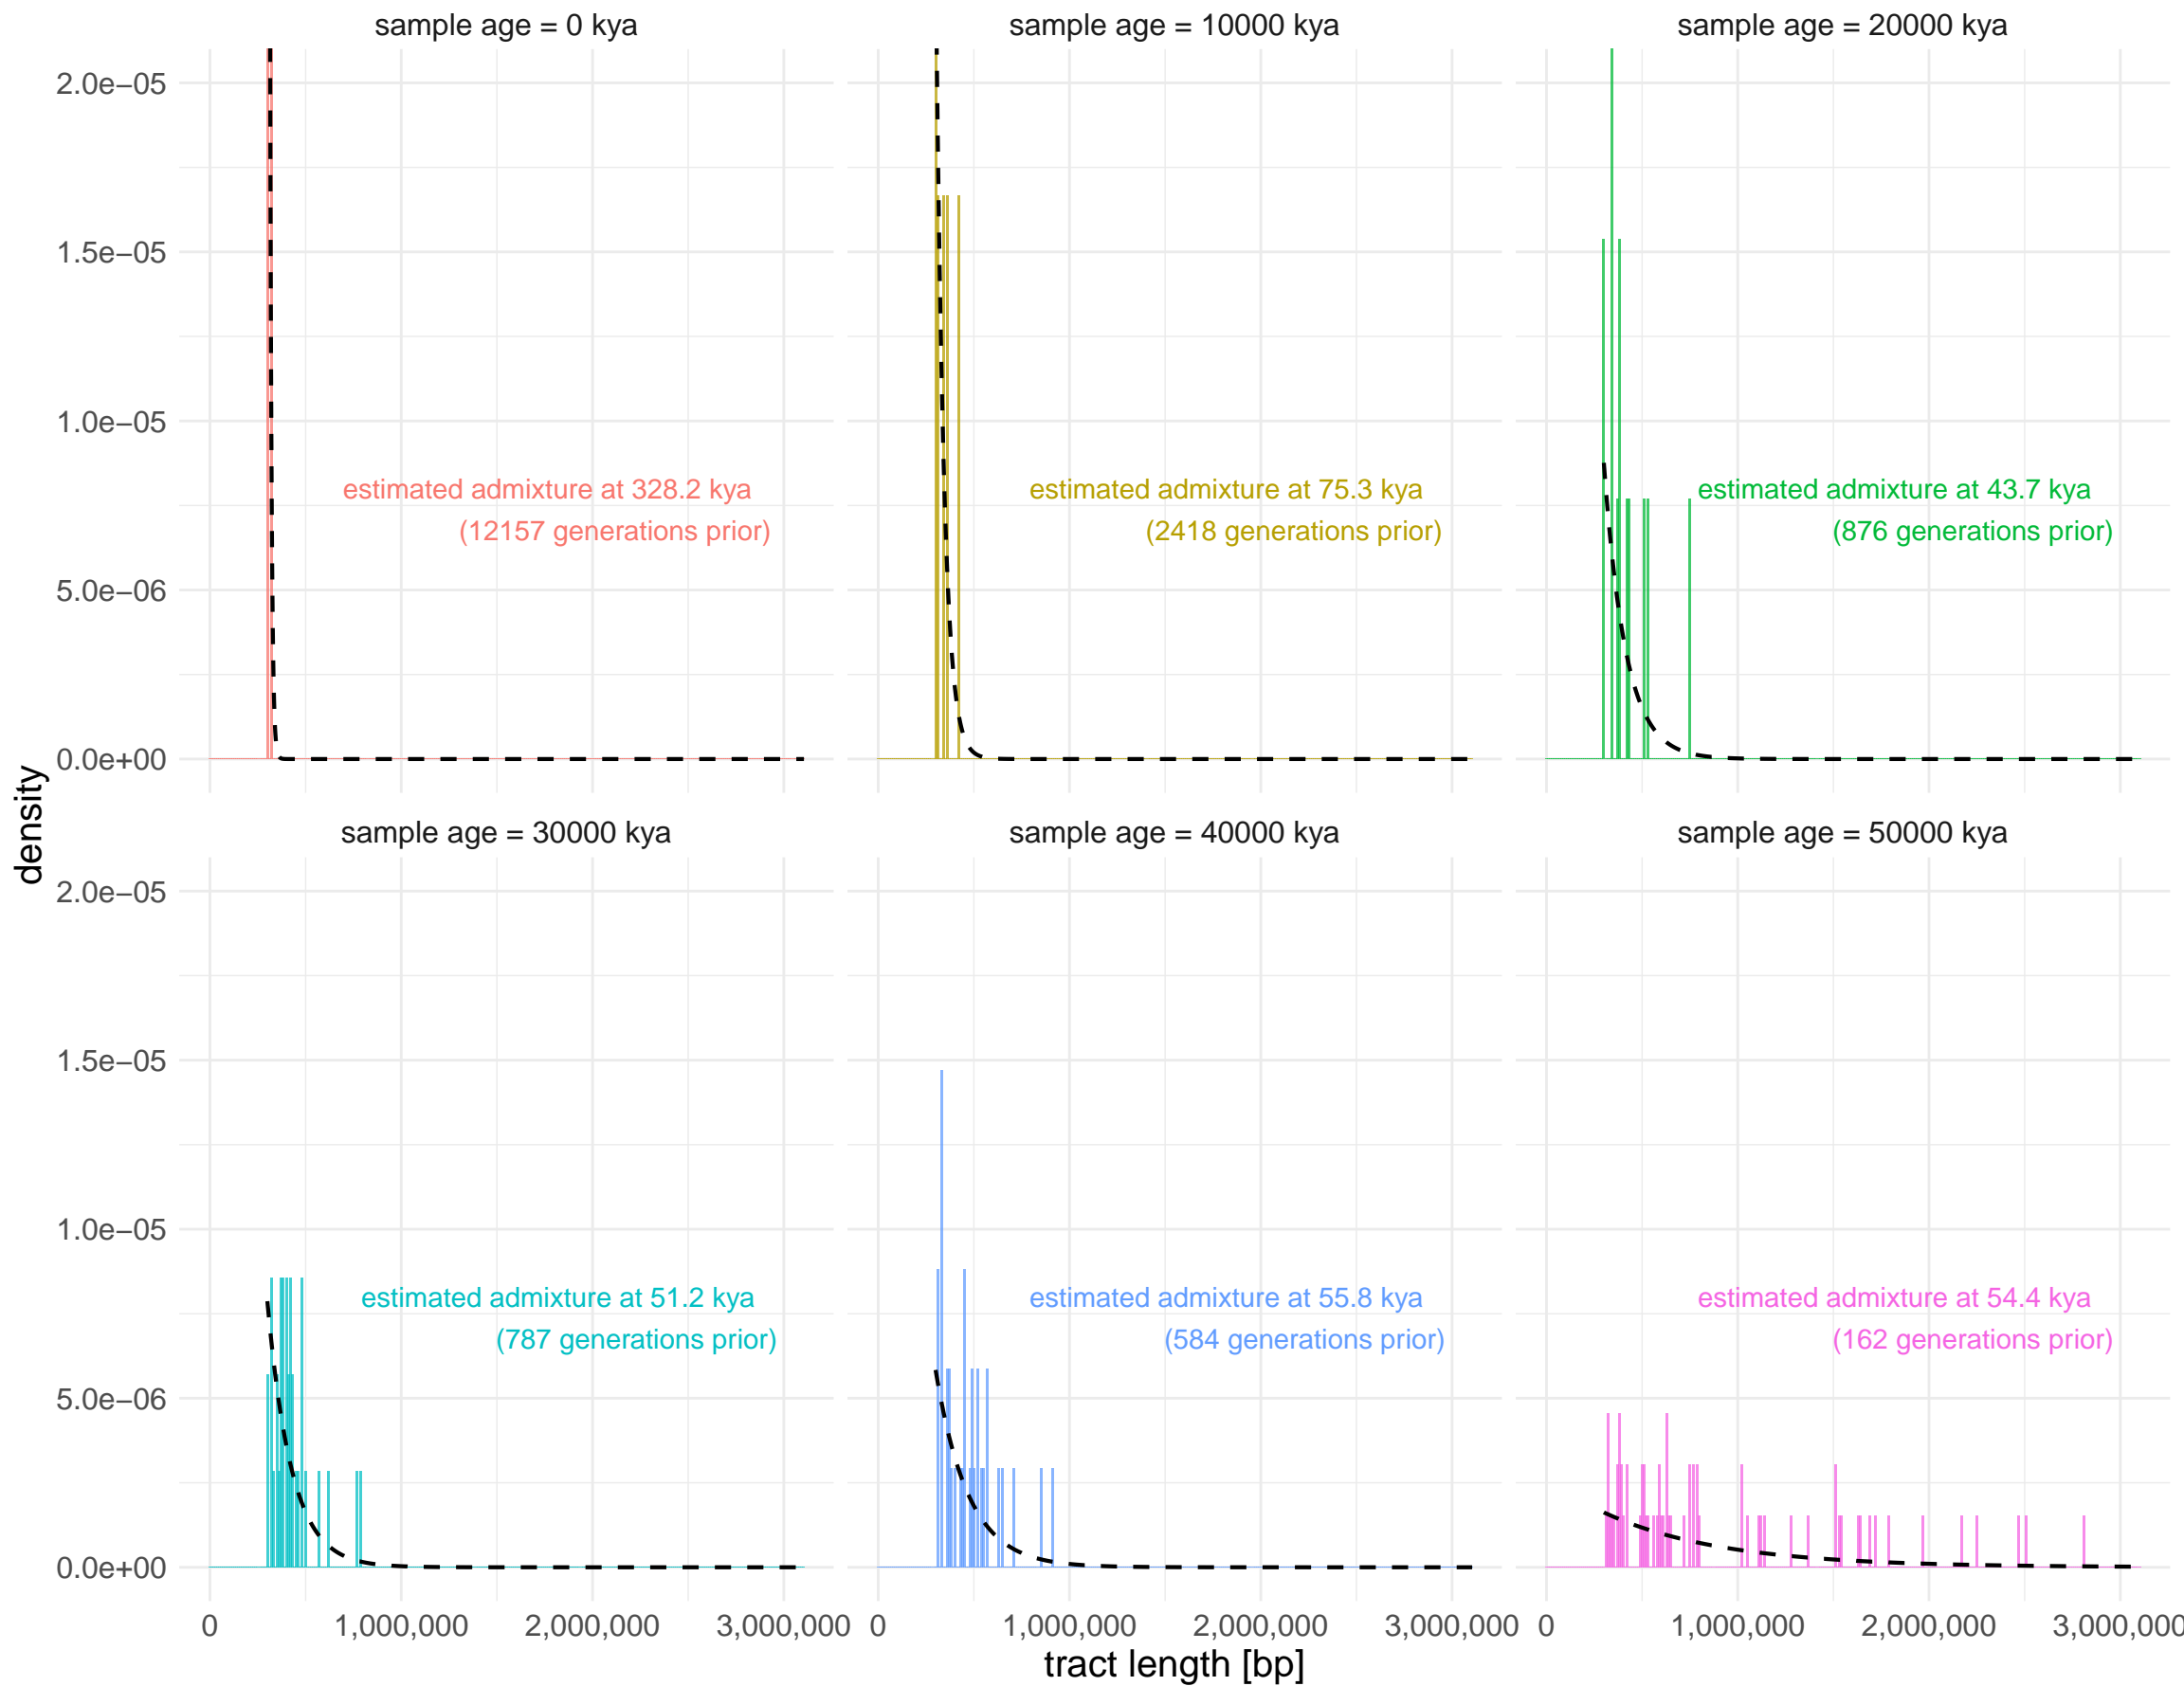 sample age = 0 kya
sample age = 10000 kya
sample age = 20000 kya
2.0e−05
1.5e−05
1.0e−05
5.0e−06
0.0e+00
estimated admixture at 328.2 kya
(12157 generations prior)
estimated admixture at 75.3 kya
(2418 generations prior)
estimated admixture at 43.7 kya
(876 generations prior)
density
sample age = 30000 kya
sample age = 40000 kya
sample age = 50000 kya
2.0e−05
1.5e−05
1.0e−05
5.0e−06
0.0e+00
estimated admixture at 51.2 kya
(787 generations prior)
estimated admixture at 55.8 kya
(584 generations prior)
estimated admixture at 54.4 kya
(162 generations prior)
0 1,000,000 2,000,000 3,000,000
0 1,000,000 2,000,000 3,000,000
0 1,000,000 2,000,000 3,000,000
tract length [bp]